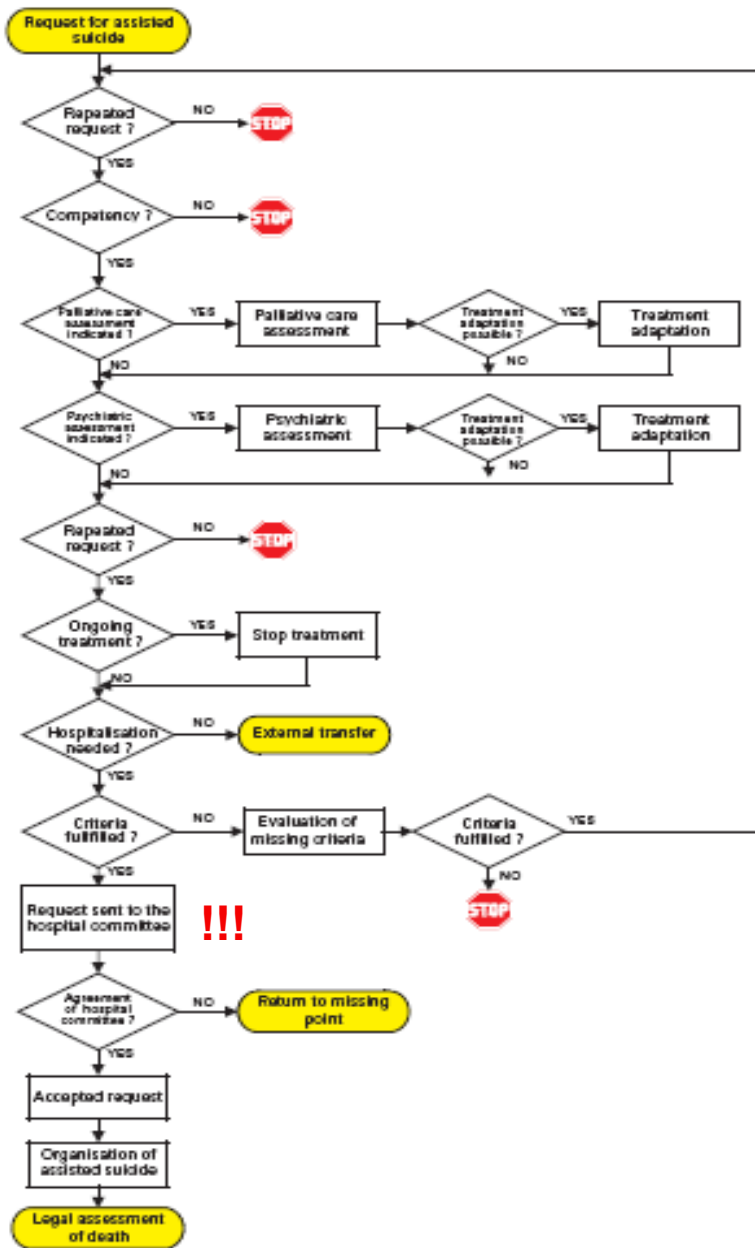 Request for assisted
suicide
Repeated
request ?
NO
STOP
YES
Competency ?
NO
STOP
YES
Palliative care
assessment
indicated ?
YES
Palliative care
assessment
Treatment
adaptation
possible ?
YES
Treatment
adaptation
NO
NO
Psychiatric
assessment
indicated ?
YES
Psychiatric
assessment
Treatment
adaptation
possible ?
YES
Treatment
adaptation
NO
NO
Repeated
request ?
NO
STOP
YES
Ongoing
treatment ?
YES
Stop treatment
NO
Hospitalisation
needed ?
NO
External transfer
YES
Criteria
fullfilled ?
NO
Evaluation of
missing criteria
Criteria
fulfilled ?
YES
NO
STOP
YES
Request sent to the
hospital committee
!!!
Agreement
of hospital
committee ?
NO
Return to missing
point
YES
Accepted request
Organisation of
assisted suicide
Legal assessment
of death